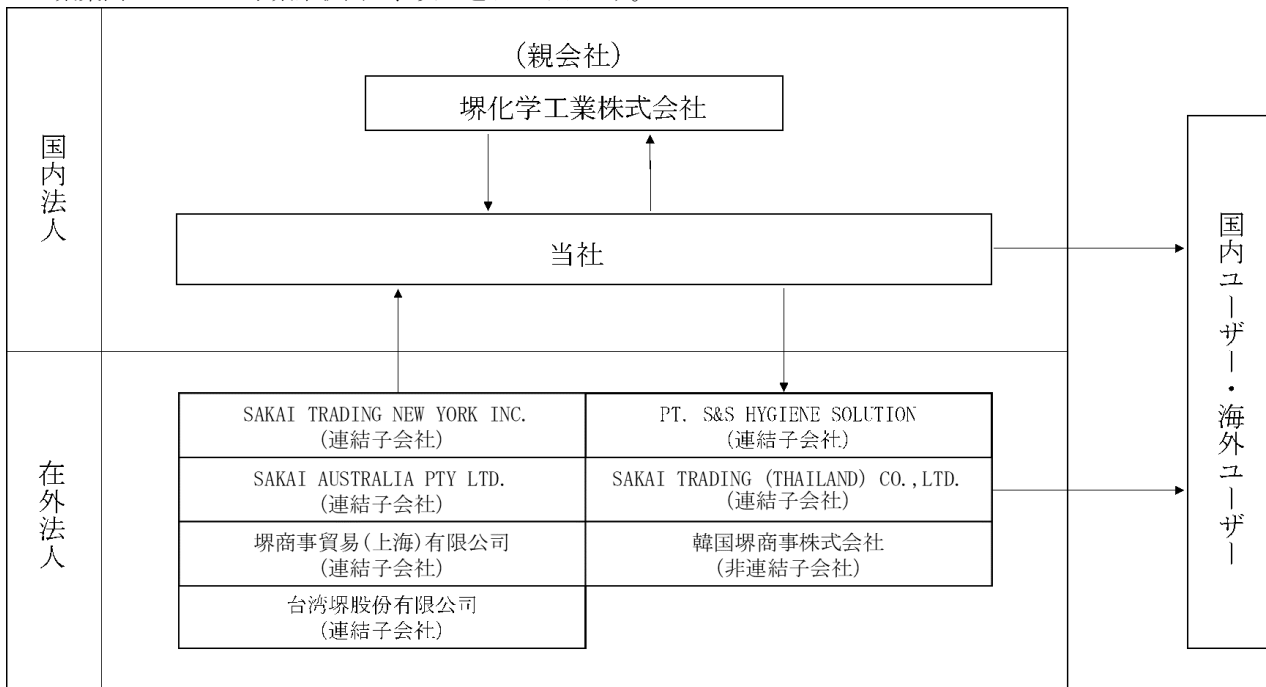 (親会社)
堺化学工業株式会社
国内法人
当社
国内ユーザー・海外ユーザー
在外法人
SAKAI TRADING NEW YORK INC.
(連結子会社)
PT. S&S HYGIENE SOLUTION
(連結子会社)
SAKAI AUSTRALIA PTY LTD.
(連結子会社)
SAKAI TRADING (THAILAND) CO.,LTD.
(連結子会社)
堺商事貿易(上海)有限公司
(連結子会社)
韓国堺商事株式会社
(非連結子会社)
台湾堺股份有限公司
(連結子会社)